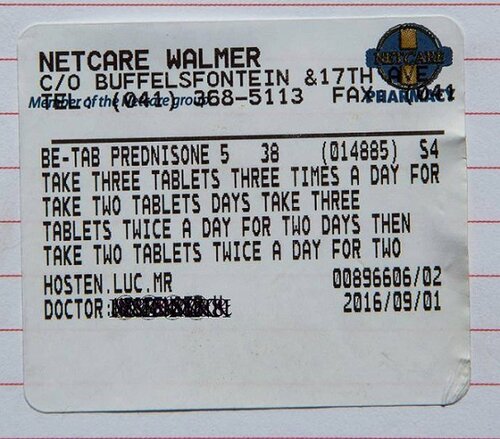 NETCARE WALMER
C/O BUFFELSFONTEIN &17TH AVE
NETCARE
TEL: (041) 368-5113 FAX (041
Member of the Netcare group
PHARMACY
BE-TAB PREDNISONE 5 38 (014885) S4
TAKE THREE TABLETS THREE TIMES A DAY FOR
TAKE TWO TABLETS DAYS TAKE THREE
TABLETS TWICE A DAY FOR TWO DAYS THEN
TAKE TWO TABLETS TWICE A DAY FOR TWO
HOSTEN.LUC.MR 00896606/02
DOCTOR: 2016/09/01